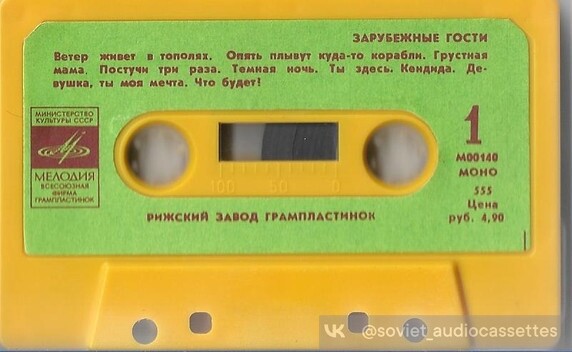 ЗАРУБЕЖНЫЕ ГОСТИ
Ветер живет в тополях. Опять плывут куда-то корабли. Грустная
мама. Постучи три раза. Темная ночь. Ты здесь. Кендида. Де-
вушка, ты моя мечта. Что будет!
МИНИСТЕРСТВО
КУЛЬТУРЫ СССР
МЕЛОДИЯ
ВСЕСОЮЗНАЯ
ФИРМА
ГРАМПЛАСТИНОК
1
М00140
МОНО
555
Цена
руб. 4,90
100 50 0
РИЖСКИЙ ЗАВОД ГРАМПЛАСТИНОК
@soviet_audiocassettes